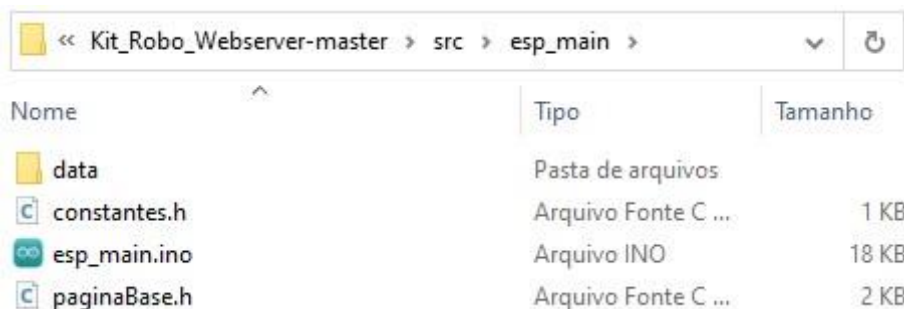 « Kit_Robo_Webserver-master > src > esp_main >
Nome Tipo Tamanho
data Pasta de arquivos
constantes.h Arquivo Fonte C ... 1 KB
esp_main.ino Arquivo INO 18 KB
paginaBase.h Arquivo Fonte C ... 2 KB